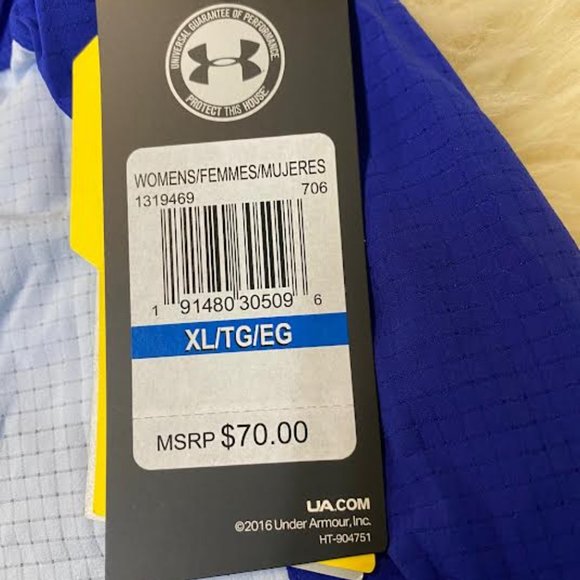 UNIVERSAL GUARANTEE OF PERFORMANCE
PROTECT THIS HOUSE
WOMENS/FEMMES/MUJERES
1319469 706
1 91480 30509 6
XL/TG/EG
MSRP $70.00
UA.COM
©2016 Under Armour, Inc.
HT-904751